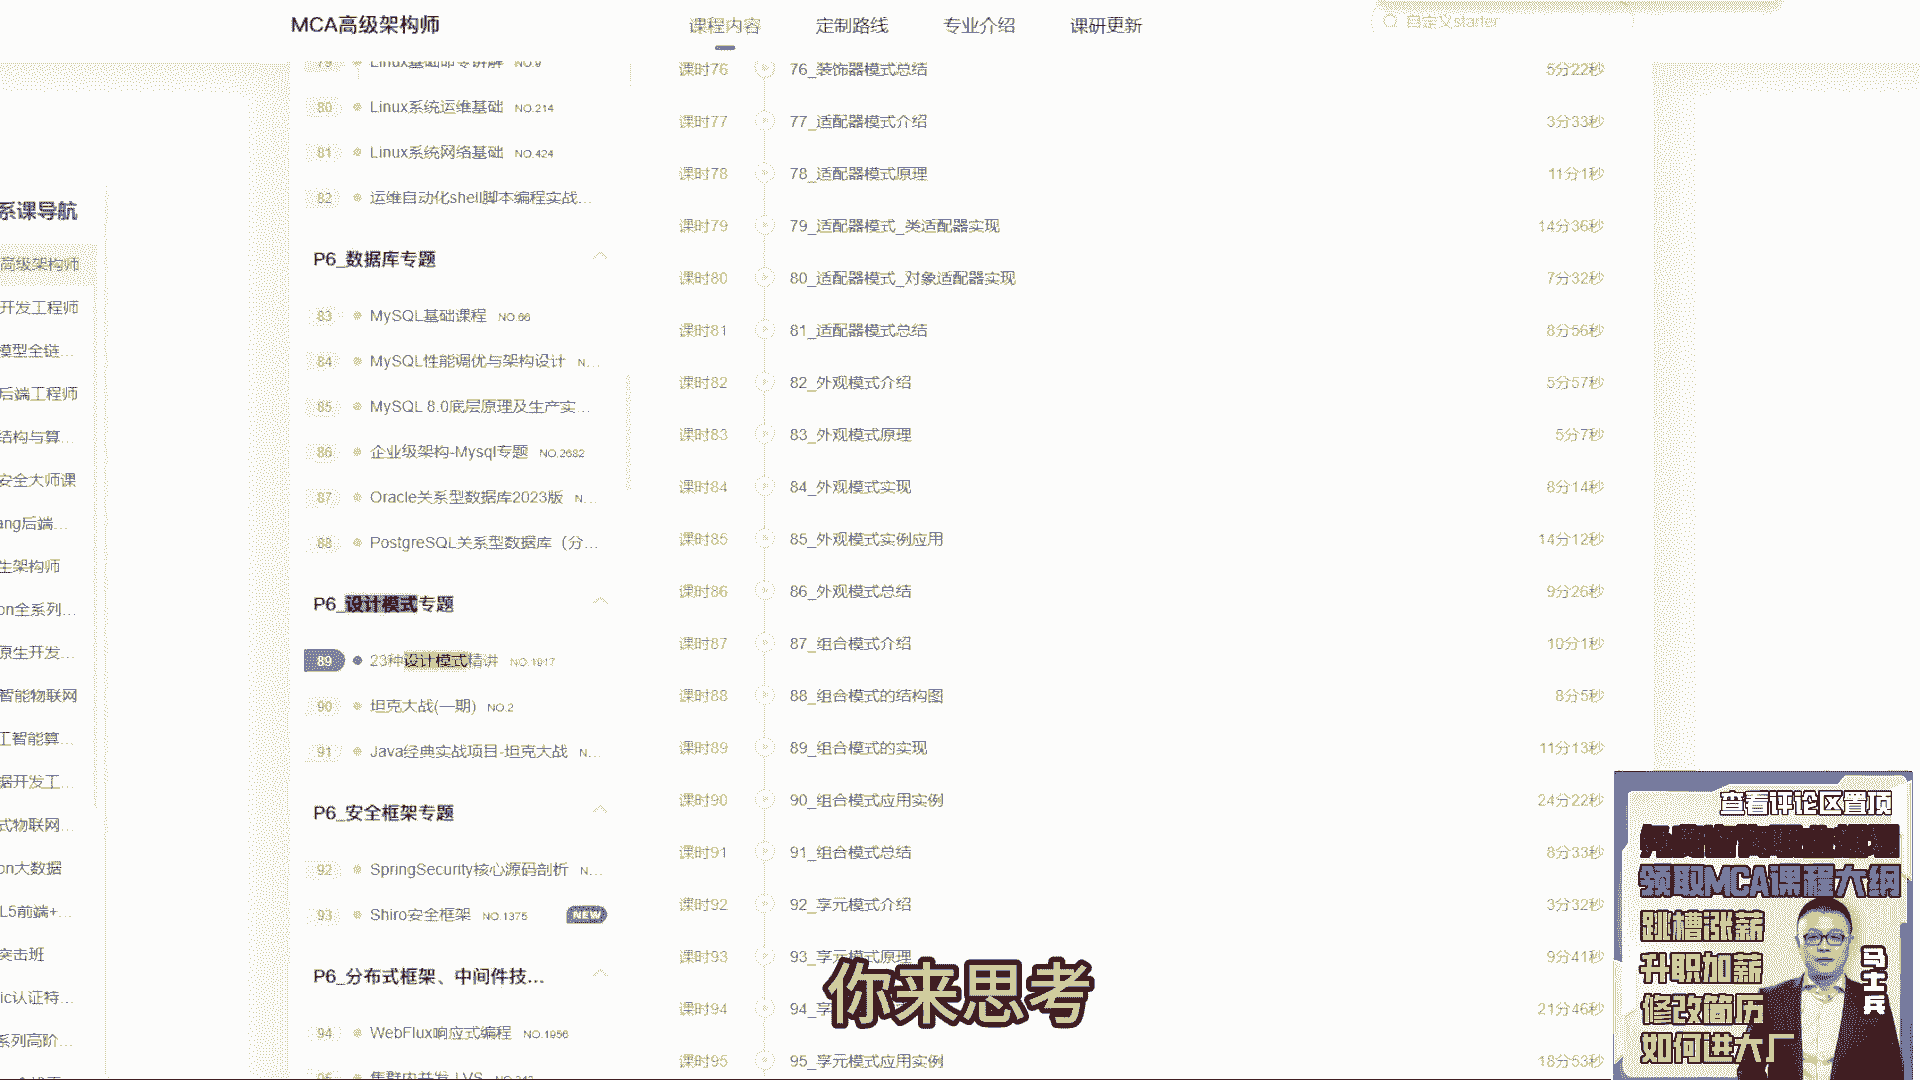 MCA高级架构师
课程内容
定制路线
专业介绍
课研更新
自定义starter
系课导航
高级架构师
开发工程师
模型全链...
后端工程师
结构与算...
安全大师课
ang后端...
生架构师
on全系列...
原生开发...
智能物联网
工智能算...
据开发工...
式物联网...
on大数据
L5前端+...
突击班
ic认证特...
系列高阶...
79 Linux基础命令讲解 NO.9
80 Linux系统运维基础 NO.214
81 Linux系统网络基础 NO.424
82 运维自动化shell脚本编程实战...
P6_数据库专题
83 MySQL基础课程 NO.66
84 MySQL性能调优与架构设计 N...
85 MySQL 8.0底层原理及生产实...
86 企业级架构-Mysql专题 NO.2682
87 Oracle关系型数据库2023版 N...
88 PostgreSQL关系型数据库（分...
P6_设计模式专题
89 23种设计模式精讲 NO.1917
90 坦克大战(一期) NO.2
91 Java经典实战项目-坦克大战 N...
P6_安全框架专题
92 SpringSecurity核心源码剖析 N...
93 Shiro安全框架 NO.1375 NEW
P6_分布式框架、中间件技...
94 WebFlux响应式编程 NO.1956
课时76 76_装饰器模式总结 5分22秒
课时77 77_适配器模式介绍 3分33秒
课时78 78_适配器模式原理 11分1秒
课时79 79_适配器模式_类适配器实现 14分36秒
课时80 80_适配器模式_对象适配器实现 7分32秒
课时81 81_适配器模式总结 8分56秒
课时82 82_外观模式介绍 5分57秒
课时83 83_外观模式原理 5分7秒
课时84 84_外观模式实现 8分14秒
课时85 85_外观模式实例应用 14分12秒
课时86 86_外观模式总结 9分26秒
课时87 87_组合模式介绍 10分1秒
课时88 88_组合模式的结构图 8分5秒
课时89 89_组合模式的实现 11分13秒
课时90 90_组合模式应用实例 24分22秒
课时91 91_组合模式总结 8分33秒
课时92 92_享元模式介绍 3分32秒
课时93 93_享元模式原理 9分41秒
课时94 94_享 21分46秒
课时95 95_享元模式应用实例 18分53秒
你来思考
查看评论区置顶
领取MCA课程大纲
跳槽涨薪
升职加薪
修改简历
如何进大厂
马士兵